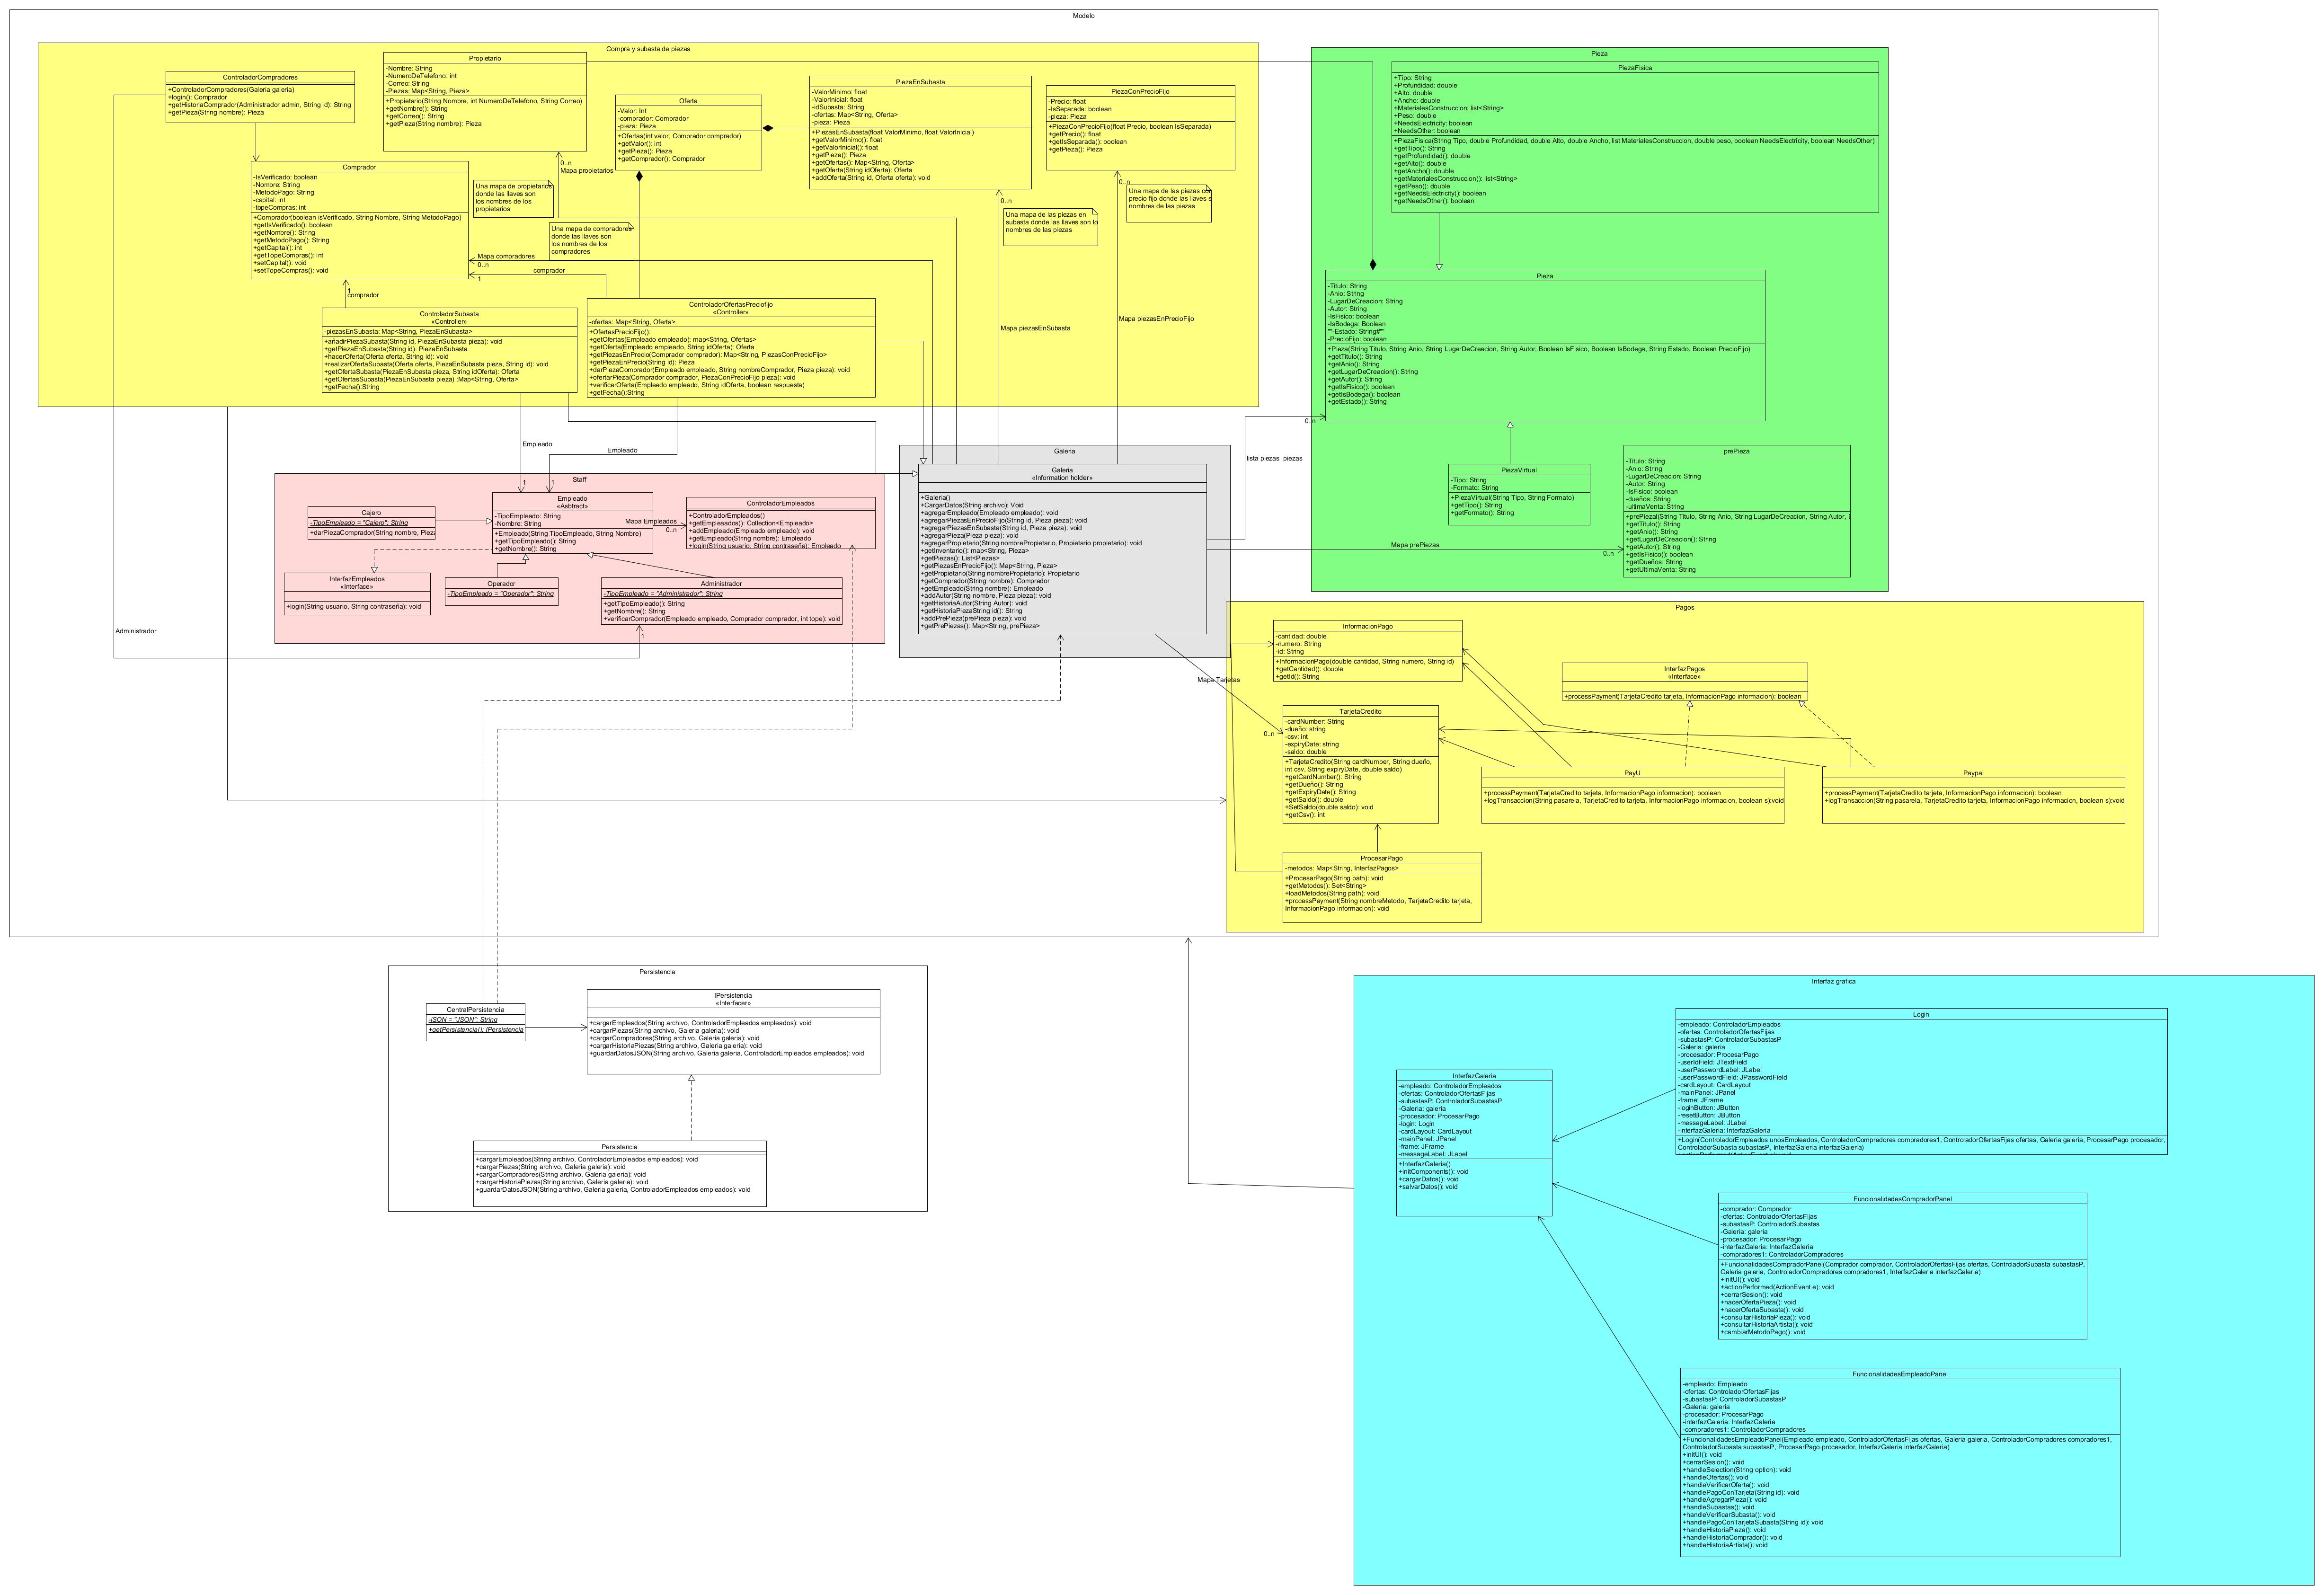 Modelo
Compra y subasta de piezas
ControladorCompradores
+ControladorCompradores(Galeria galeria)
+login(): Comprador
+getHistoriaComprador(Administrador admin, String id): String
+getPieza(String nombre): Pieza
Propietario
-Nombre: String
-NumeroDeTelefono: int
-Correo: String
-Piezas: Map<String, Pieza>
+Propietario(String Nombre, int NumeroDeTelefono, String Correo)
+getNombre(): String
+getCorreo(): String
+getPieza(String nombre): Pieza
Oferta
-Valor: Int
-comprador: Comprador
-pieza: Pieza
+Ofertas(int valor, Comprador comprador)
+getValor(): int
+getPieza(): Pieza
+getComprador(): Comprador
PiezaEnSubasta
-ValorMinimo: float
-ValorInicial: float
-idSubasta: String
-ofertas: Map<String, Oferta>
-pieza: Pieza
+PiezasEnSubasta(float ValorMinimo, float ValorInicial)
+getValorMinimo(): float
+getValorInicial(): float
+getPieza(): Pieza
+getOfertas(): Map<String, Oferta>
+getOferta(String idOferta): Oferta
+addOferta(String id, Oferta oferta): void
PiezaConPrecioFijo
-Precio: float
-IsSeparada: boolean
-pieza: Pieza
+PiezaConPrecioFijo(float Precio, boolean IsSeparada)
+getPrecio(): float
+getIsSeparada(): boolean
+getPieza(): Pieza
0..n
Mapa propietarios
Una mapa de propietarios
donde las llaves son
los nombres de los
propietarios
Una mapa de compradores
donde las llaves son
los nombres de los
compradores
0..n
Una mapa de las piezas en
subasta donde las llaves son lo
nombres de las piezas
0..n
Una mapa de las piezas con
precio fijo donde las llaves s
nombres de las piezas
Comprador
-IsVerificado: boolean
-Nombre: String
-MetodoPago: String
-capital: int
-topeCompras: int
+Comprador(boolean isVerificado, String Nombre, String MetodoPago)
+getIsVerificado(): boolean
+getNombre(): String
+getMetodoPago(): String
+getCapital(): int
+getTopeCompras(): int
+setCapital(): void
+setTopeCompras(): void
Mapa compradores
0..n
comprador
1
1
comprador
ControladorSubasta
«Controller»
-piezasEnSubasta: Map<String, PiezaEnSubasta>
+añadirPiezaSubasta(String id, PiezaEnSubasta pieza): void
+getPiezaEnSubasta(String id): PiezaEnSubasta
+hacerOferta(Oferta oferta, String id): void
+realizarOfertaSubasta(Oferta oferta, PiezaEnSubasta pieza, String id): void
+getOfertaSubasta(PiezaEnSubasta pieza, String idOferta): Oferta
+getOfertasSubasta(PiezaEnSubasta pieza) :Map<String, Oferta>
+getFecha():String
ControladorOfertasPreciofijo
«Controller»
-ofertas: Map<String, Oferta>
+OfertasPrecioFijo():
+getOfertas(Empleado empleado): map<String, Ofertas>
+getOferta(Empleado empleado, String idOferta): Oferta
+getPiezasEnPrecio(Comprador comprador): Map<String, PiezasConPrecioFijo>
+getPiezaEnPrecio(String id): Pieza
+darPiezaComprador(Empleado empleado, String nombreComprador, Pieza pieza): void
+ofertarPieza(Comprador comprador, PiezaConPrecioFijo pieza): void
+verificarOferta(Empleado empleado, String idOferta, boolean respuesta)
+getFecha():String
Mapa piezasEnSubasta
Mapa piezasEnPrecioFijo
Pieza
PiezaFisica
+Tipo: String
+Profundidad: double
+Alto: double
+Ancho: double
+MaterialesConstruccion: list<String>
+Peso: double
+NeedsElectricity: boolean
+NeedsOther: boolean
+PiezaFisica(String Tipo, double Profundidad, double Alto, double Ancho, list MaterialesConstruccion, double peso, boolean NeedsElectricity, boolean NeedsOther)
+getTipo(): String
+getProfundidad(): double
+getAlto(): double
+getAncho(): double
+getMaterialesConstruccion(): list<String>
+getPeso(): double
+getNeedsElectricity(): boolean
+getNeedsOther(): boolean
Pieza
-Titulo: String
-Anio: String
-LugarDeCreacion: String
-Autor: String
-IsFisico: boolean
-IsBodega: Boolean
""-Estado: String#""
-PrecioFijo: boolean
+Pieza(String Titulo, String Anio, String LugarDeCreacion, String Autor, Boolean IsFisico, Boolean IsBodega, String Estado, Boolean PrecioFijo)
+getTitulo(): String
+getAnio(): String
+getLugarDeCreacion(): String
+getAutor(): String
+getIsFisico(): boolean
+getIsBodega(): boolean
+getEstado(): String
0..n
lista piezas  piezas
PiezaVirtual
-Tipo: String
-Formato: String
+PiezaVirtual(String Tipo, String Formato)
+getTipo(): String
+getFormato(): String
prePieza
-Titulo: String
-Anio: String
-LugarDeCreacion: String
-Autor: String
-IsFisico: boolean
-dueños: String
-ultimaVenta: String
+prePiezal(String Titulo, String Anio, String LugarDeCreacion, String Autor, B
+getTitulo(): String
+getAnio(): String
+getLugarDeCreacion(): String
+getAutor(): String
+getIsFisico(): boolean
+getDueños: String
+getUltimaVenta: String
Mapa prePiezas
0..n
Empleado
Empleado
Staff
1
1
Cajero
-TipoEmpleado = "Cajero": String
+darPiezaComprador(String nombre, Pieza
Empleado
«Asbtract»
-TipoEmpleado: String
-Nombre: String
+Empleado(String TipoEmpleado, String Nombre)
+getTipoEmpleado(): String
+getNombre(): String
Mapa Empleados
0..n
ControladorEmpleados
+ControladorEmpleados()
+getEmpleaados(): Collection<Empleado>
+addEmpleado(Empleado empleado): void
+getEmpleado(String nombre): Empleado
+login(String usuario, String contraseña): Empleado
InterfazEmpleados
«Interface»
+login(String usuario, String contraseña): void
Operador
-TipoEmpleado = "Operador": String
Administrador
-TipoEmpleado = "Administrador": String
+getTipoEmpleado(): String
+getNombre(): String
+verificarComprador(Empleado empleado, Comprador comprador, int tope): void
1
Administrador
Galeria
Galeria
«Information holder»
+Galeria()
+CargarDatos(String archivo): Void
+agregarEmpleado(Empleado empleado): void
+agregarPiezasEnPrecioFijo(String id, Pieza pieza): void
+agregarPiezasEnSubasta(String id, Pieza pieza): void
+agregarPieza(Pieza pieza): void
+agregarPropietario(String nombrePropietario, Propietario propietario): void
+getInventario(): map<String, Pieza>
+getPiezas(): List<Piezas>
+getPiezasEnPrecioFijo(): Map<String, Pieza>
+getPropietario(String nombrePropietario): Propietario
+getComprador(String nombre): Comprador
+getEmpleado(String nombre): Empleado
+addAutor(String nombre, Pieza pieza): void
+getHistoriaAutor(String Autor): void
+getHistoriaPiezaString id(): String
+addPrePieza(prePieza pieza): void
+getPrePiezas(): Map<String, prePieza>
Mapa Tarjetas
0..n
Pagos
InformacionPago
-cantidad: double
-numero: String
-id: String
+InformacionPago(double cantidad, String numero, String id)
+getCantidad(): double
+getId(): String
InterfazPagos
«Interface»
+processPayment(TarjetaCredito tarjeta, InformacionPago informacion): boolean
TarjetaCredito
-cardNumber: String
-dueño: string
-csv: int
-expiryDate: string
-saldo: double
+TarjetaCredito(String cardNumber, String dueño,
int csv, String expiryDate, double saldo)
+getCardNumber(): String
+getDueño(): String
+getExpiryDate(): String
+getSaldo(): double
+SetSaldo(double saldo): void
+getCsv(): int
PayU
+processPayment(TarjetaCredito tarjeta, InformacionPago informacion): boolean
+logTransaccion(String pasarela, TarjetaCredito tarjeta, InformacionPago informacion, boolean s):void
Paypal
+processPayment(TarjetaCredito tarjeta, InformacionPago informacion): boolean
+logTransaccion(String pasarela, TarjetaCredito tarjeta, InformacionPago informacion, boolean s):void
ProcesarPago
-metodos: Map<String, InterfazPagos>
+ProcesarPago(String path): void
+getMetodos(): Set<String>
+loadMetodos(String path): void
+processPayment(String nombreMetodo, TarjetaCredito tarjeta,
InformacionPago informacion): void
Persistencia
CentralPersistencia
-jSON = "JSON": String
+getPersistencia(): IPersistencia
IPersistencia
«Interfacer»
+cargarEmpleados(String archivo, ControladorEmpleados empleados): void
+cargarPiezas(String archivo, Galeria galeria): void
+cargarCompradores(String archivo, Galeria galeria): void
+cargarHistoriaPiezas(String archivo, Galeria galeria): void
+guardarDatosJSON(String archivo, Galeria galeria, ControladorEmpleados empleados): void
Persistencia
+cargarEmpleados(String archivo, ControladorEmpleados empleados): void
+cargarPiezas(String archivo, Galeria galeria): void
+cargarCompradores(String archivo, Galeria galeria): void
+cargarHistoriaPiezas(String archivo, Galeria galeria): void
+guardarDatosJSON(String archivo, Galeria galeria, ControladorEmpleados empleados): void
Interfaz grafica
InterfazGaleria
-empleado: ControladorEmpleados
-ofertas: ControladorOfertasFijas
-subastasP: ControladorSubastasP
-Galeria: galeria
-procesador: ProcesarPago
-login: Login
-cardLayout: CardLayout
-mainPanel: JPanel
-frame: JFrame
-messageLabel: JLabel
+InterfazGaleria()
+initComponents(): void
+cargarDatos(): void
+salvarDatos(): void
Login
-empleado: ControladorEmpleados
-ofertas: ControladorOfertasFijas
-subastasP: ControladorSubastasP
-Galeria: galeria
-procesador: ProcesarPago
-userIdField: JTextField
-userPasswordLabel: JLabel
-userPasswordField: JPasswordField
-cardLayout: CardLayout
-mainPanel: JPanel
-frame: JFrame
-loginButton: JButton
-resetButton: JButton
-messageLabel: JLabel
-interfazGaleria: InterfazGaleria
+Login(ControladorEmpleados unosEmpleados, ControladorCompradores compradores1, ControladorOfertasFijas ofertas, Galeria galeria, ProcesarPago procesador,
ControladorSubasta subastasP, InterfazGaleria interfazGaleria)
FuncionalidadesCompradorPanel
-comprador: Comprador
-ofertas: ControladorOfertasFijas
-subastasP: ControladorSubastas
-Galeria: galeria
-procesador: ProcesarPago
-interfazGaleria: InterfazGaleria
-compradores1: ControladorCompradores
+FuncionalidadesCompradorPanel(Comprador comprador, ControladorOfertasFijas ofertas, ControladorSubasta subastasP,
Galeria galeria, ControladorCompradores compradores1, InterfazGaleria interfazGaleria)
+initUI(): void
+actionPerformed(ActionEvent e): void
+cerrarSesion(): void
+hacerOfertaPieza(): void
+hacerOfertaSubasta(): void
+consultarHistoriaPieza(): void
+consultarHistoriaArtista(): void
+cambiarMetodoPago(): void
FuncionalidadesEmpleadoPanel
-empleado: Empleado
-ofertas: ControladorOfertasFijas
-subastasP: ControladorSubastasP
-Galeria: galeria
-procesador: ProcesarPago
-interfazGaleria: InterfazGaleria
-compradores1: ControladorCompradores
+FuncionalidadesEmpleadoPanel(Empleado empleado, ControladorOfertasFijas ofertas, Galeria galeria, ControladorCompradores compradores1,
ControladorSubasta subastasP, ProcesarPago procesador, InterfazGaleria interfazGaleria)
+initUI(): void
+cerrarSesion(): void
+handleSelection(String option): void
+handleOfertas(): void
+handleVerificarOferta(): void
+handlePagoConTarjeta(String id): void
+handleAgregarPieza(): void
+handleSubastas(): void
+handleVerificarSubasta(): void
+handlePagoConTarjetaSubasta(String id): void
+handleHistoriaPieza(): void
+handleHistoriaComprador(): void
+handleHistoriaArtista(): void